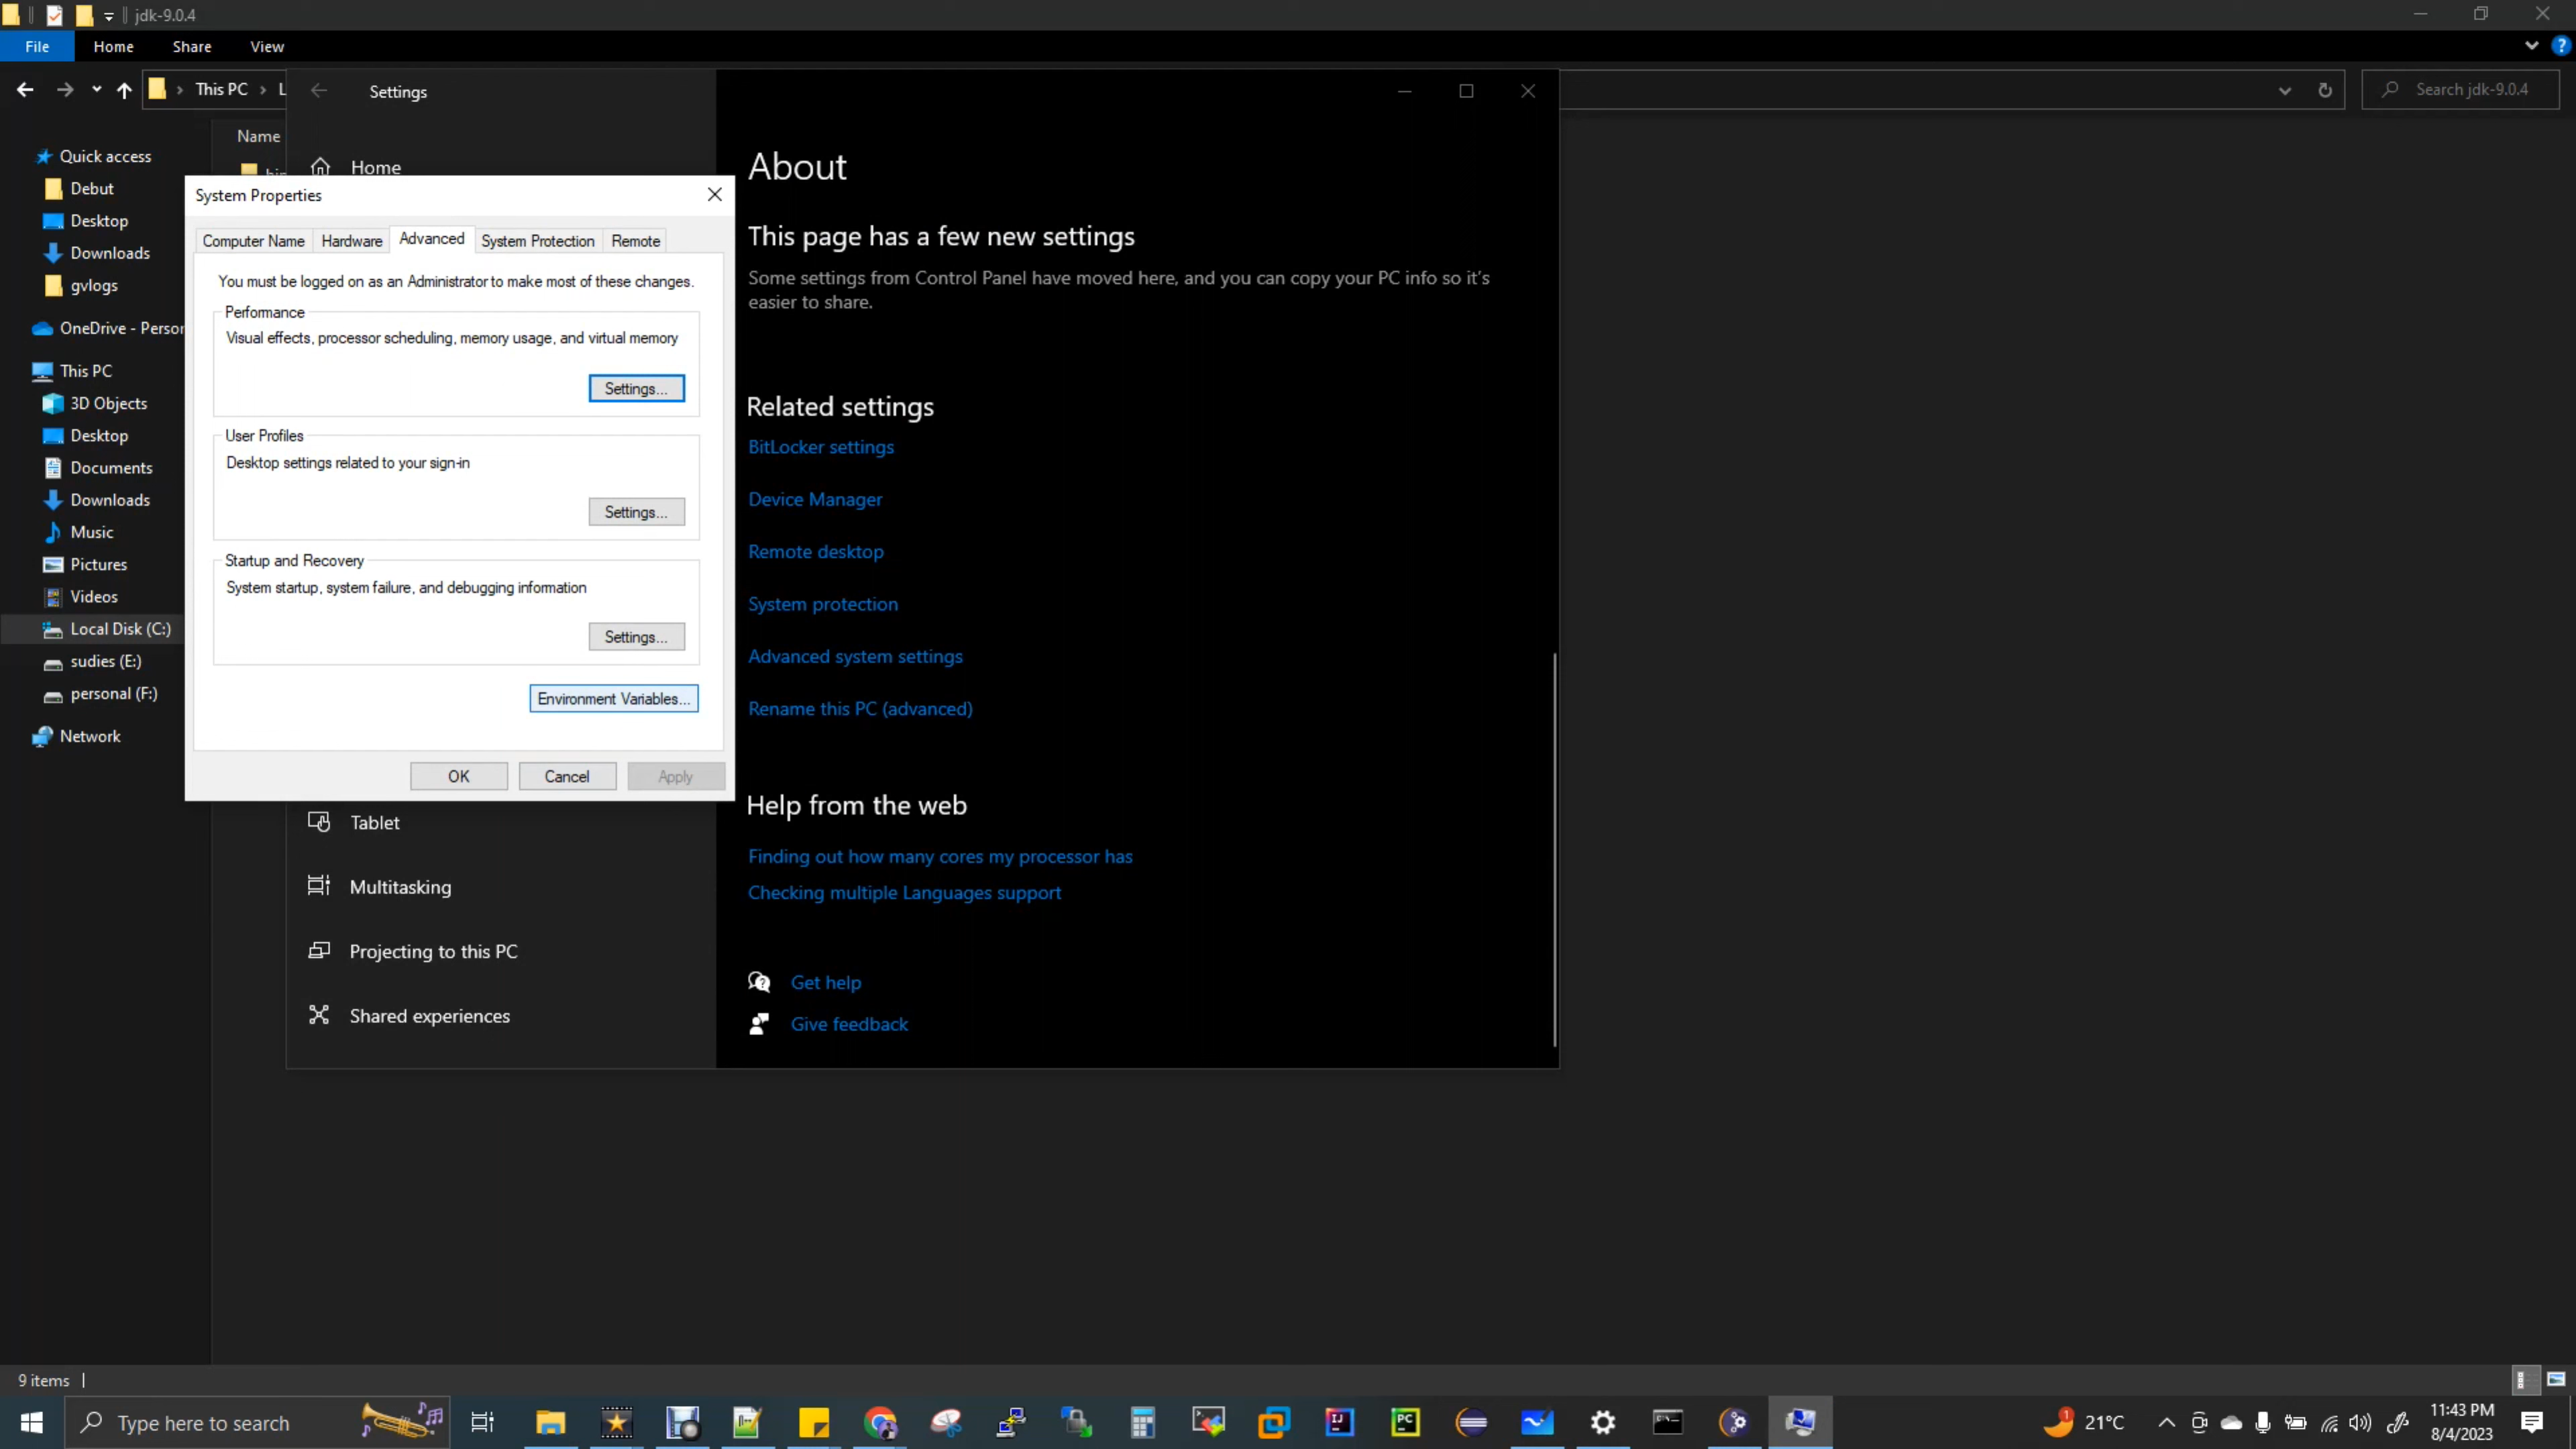 jdk-9.0.4
File Home Share View
This PC
Search jdk-9.0.4
Name
Quick access
Debut
Desktop
Downloads
gvlogs
OneDrive - Person
This PC
3D Objects
Desktop
Documents
Downloads
Music
Pictures
Videos
Local Disk (C:)
sudies (E:)
personal (F:)
Network
Settings
Home
System Properties
Computer Name Hardware Advanced System Protection Remote
You must be logged on as an Administrator to make most of these changes.
Performance
Visual effects, processor scheduling, memory usage, and virtual memory
Settings...
User Profiles
Desktop settings related to your sign-in
Settings...
Startup and Recovery
System startup, system failure, and debugging information
Settings...
Environment Variables...
OK Cancel Apply
Tablet
Multitasking
Projecting to this PC
Shared experiences
About
This page has a few new settings
Some settings from Control Panel have moved here, and you can copy your PC info so it's
easier to share.
Related settings
BitLocker settings
Device Manager
Remote desktop
System protection
Advanced system settings
Rename this PC (advanced)
Help from the web
Finding out how many cores my processor has
Checking multiple Languages support
Get help
Give feedback
9 items
Type here to search
21°C
11:43 PM
8/4/2023